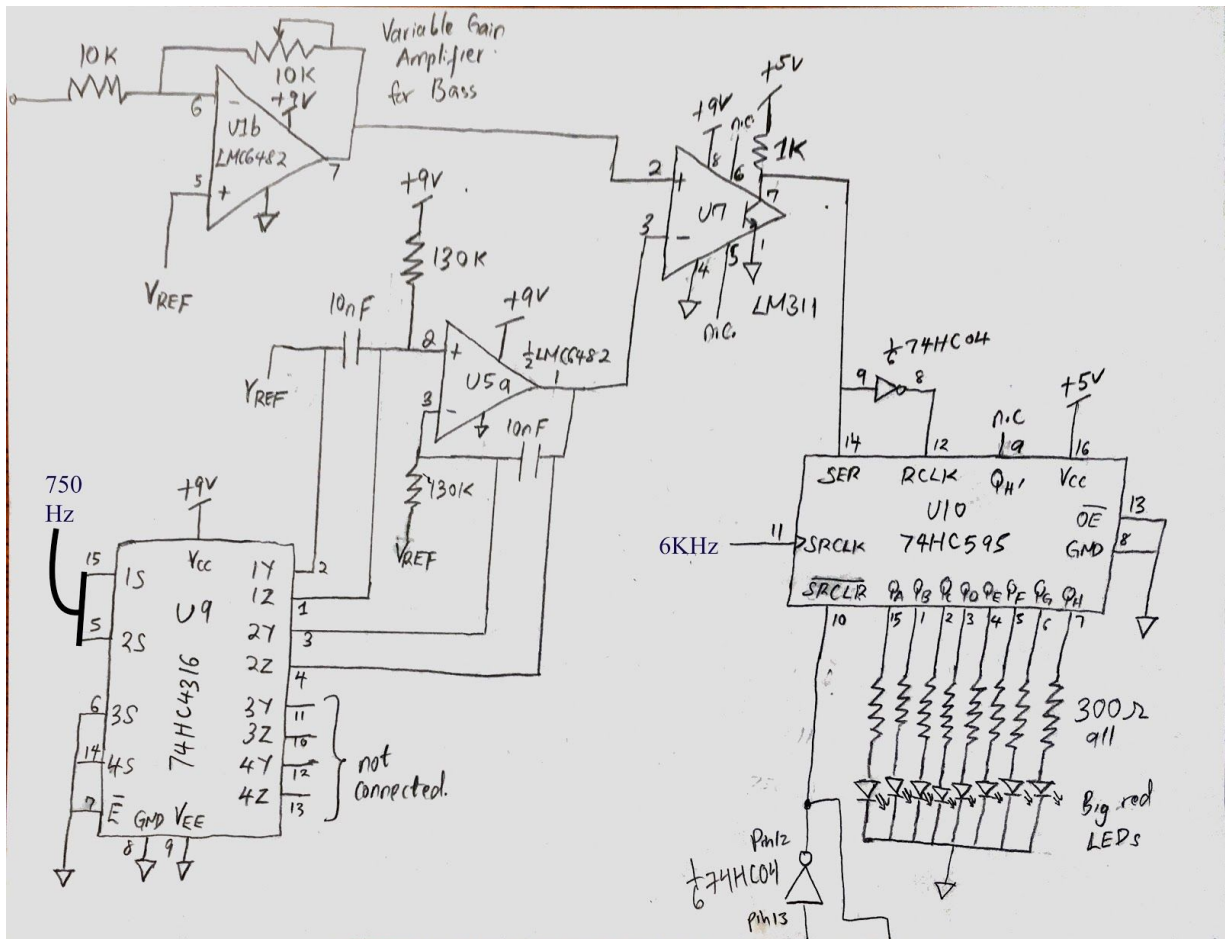 10K
10K
Variable Gain
Amplifier
for Bass
+9V
6
-
U1b
LMC6482
7
5
+
VREF
+9V
130K
10nF
VREF
2
+
+9V
½LMC6482
U5a
1
3
-
10nF
130K
VREF
+9V
n.c.
+5V
1K
2
+
8
6
7
U7
3
-
4
5
1
n.c.
LM311
1/6 74HC04
9
8
+5V
n.c
14
12
9
16
SER
RCLK
QH'
Vcc
U10
74HC595
OE
13
GND
8
6KHz
11
SRCLK
SRCLR
QA
QB
QC
QD
QE
QF
QG
QH
10
15
1
2
3
4
5
6
7
300Ω
all
Big red
LEDs
Pin12
1/6 74HC04
Pin13
750
Hz
+9V
15
1S
Vcc
1Y
2
1Z
1
U9
5
2S
2Y
3
2Z
4
74HC4316
6
3S
3Y
11
3Z
10
14
4S
4Y
12
4Z
13
7
E
GND
VEE
8
9
not
connected.